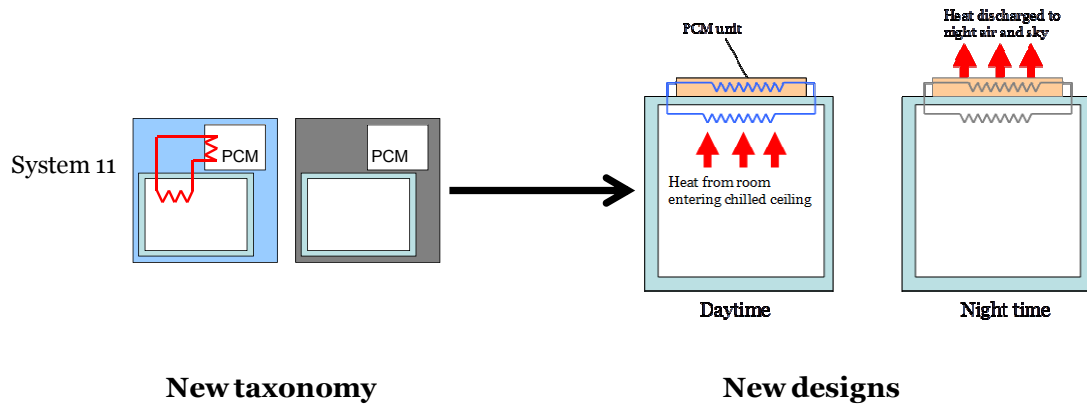 PCM unit
Heat discharged to
night air and sky
System 11
PCM
PCM
Heat from room
entering chilled ceiling
Daytime
Night time
New taxonomy
New designs